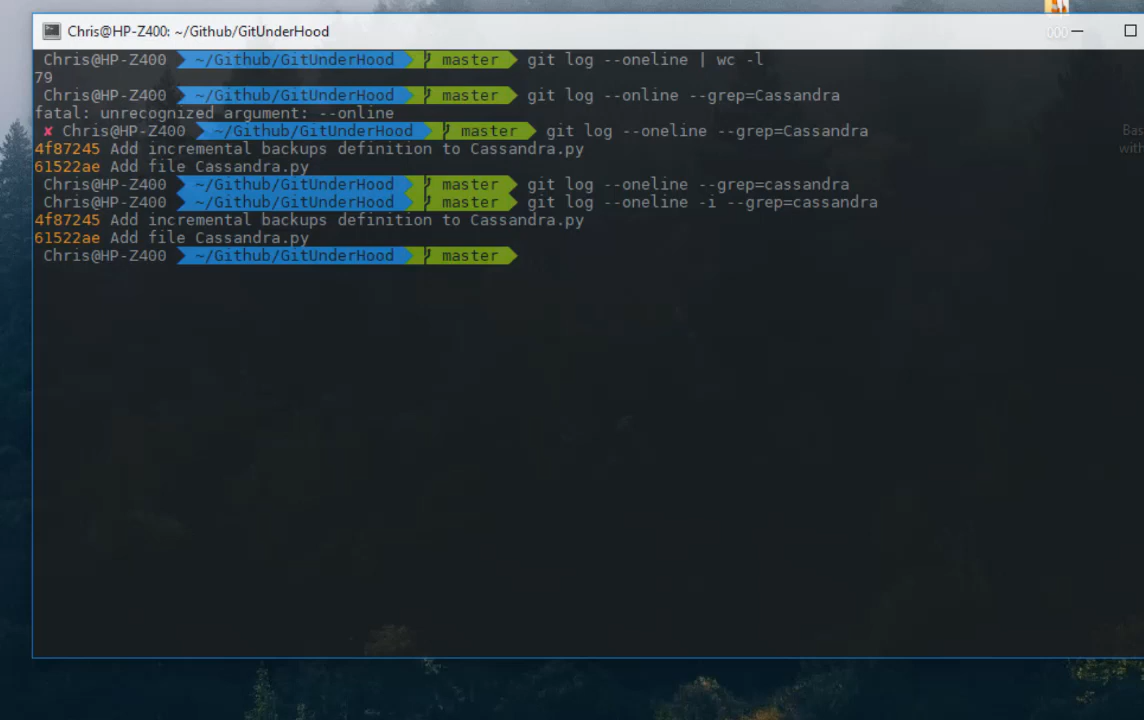 Chris@HP-Z400: ~/Github/GitUnderHood
Chris@HP-Z400 ~/Github/GitUnderHood master git log --oneline | wc -l
79
Chris@HP-Z400 ~/Github/GitUnderHood master git log --online --grep=Cassandra
fatal: unrecognized argument: --online
✘ Chris@HP-Z400 ~/Github/GitUnderHood master git log --oneline --grep=Cassandra
4f87245 Add incremental backups definition to Cassandra.py
61522ae Add file Cassandra.py
Chris@HP-Z400 ~/Github/GitUnderHood master git log --oneline --grep=cassandra
Chris@HP-Z400 ~/Github/GitUnderHood master git log --oneline -i --grep=cassandra
4f87245 Add incremental backups definition to Cassandra.py
61522ae Add file Cassandra.py
Chris@HP-Z400 ~/Github/GitUnderHood master